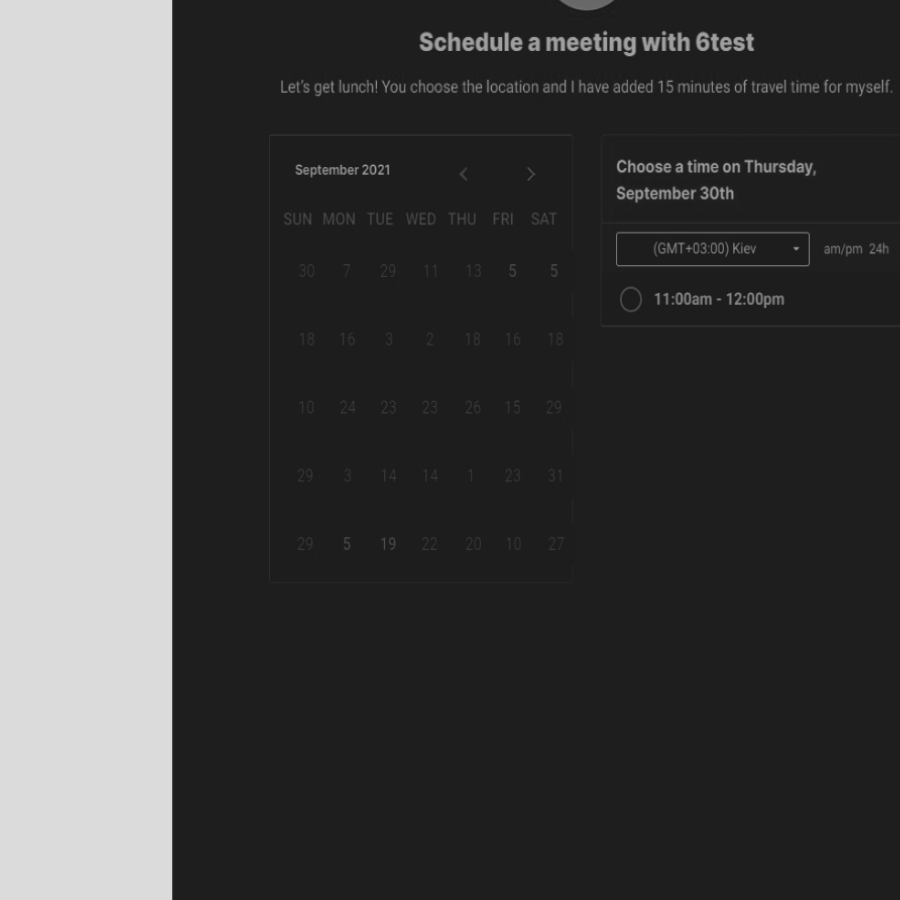 Schedule a meeting with 6test
Let's get lunch! You choose the location and I have added 15 minutes of travel time for myself.
September 2021
SUN MON TUE WED THU FRI SAT
30 7 29 11 13 5 5
18 16 3 2 18 16 18
10 24 23 23 26 15 29
29 3 14 14 1 23 31
29 5 19 22 20 10 27
Choose a time on Thursday,
September 30th
(GMT+03:00) Kiev am/pm 24h
11:00am - 12:00pm